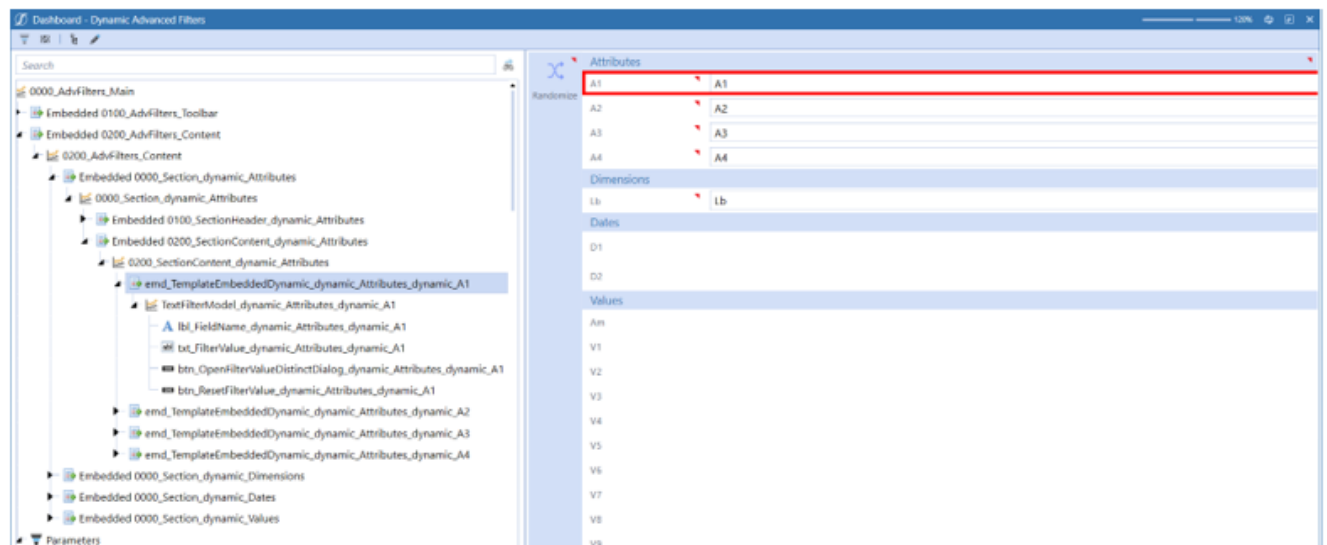 Dashboard - Dynamic Advanced Filters
120%
Search
0000_AdvFilters_Main
Embedded 0100_AdvFilters_Toolbar
Embedded 0200_AdvFilters_Content
0200_AdvFilters_Content
Embedded 0000_Section_dynamic_Attributes
0000_Section_dynamic_Attributes
Embedded 0100_SectionHeader_dynamic_Attributes
Embedded 0200_SectionContent_dynamic_Attributes
0200_SectionContent_dynamic_Attributes
emd_TemplateEmbeddedDynamic_dynamic_Attributes_dynamic_A1
TextFilterModel_dynamic_Attributes_dynamic_A1
A lbl_FieldName_dynamic_Attributes_dynamic_A1
txt_FilterValue_dynamic_Attributes_dynamic_A1
btn_OpenFilterValueDistinctDialog_dynamic_Attributes_dynamic_A1
btn_ResetFilterValue_dynamic_Attributes_dynamic_A1
emd_TemplateEmbeddedDynamic_dynamic_Attributes_dynamic_A2
emd_TemplateEmbeddedDynamic_dynamic_Attributes_dynamic_A3
emd_TemplateEmbeddedDynamic_dynamic_Attributes_dynamic_A4
Embedded 0000_Section_dynamic_Dimensions
Embedded 0000_Section_dynamic_Dates
Embedded 0000_Section_dynamic_Values
Parameters
Randomize
Attributes
A1 A1
A2 A2
A3 A3
A4 A4
Dimensions
Lb Lb
Dates
D1
D2
Values
Am
V1
V2
V3
V4
V5
V6
V7
V8
V9